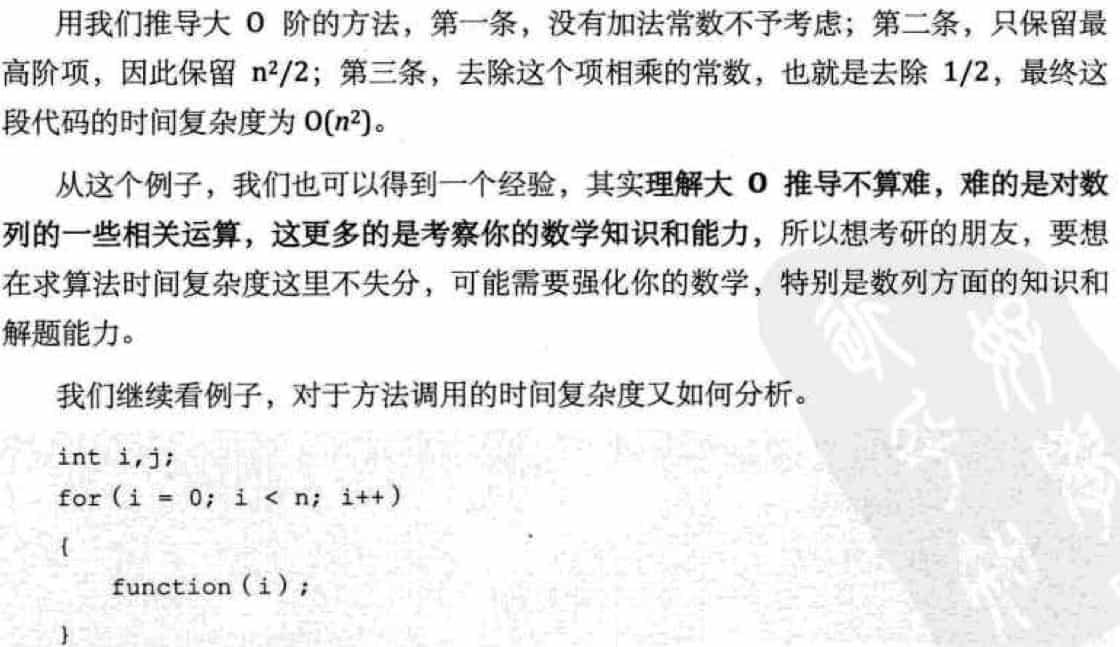 用我们推导大 O 阶的方法，第一条，没有加法常数不予考虑；第二条，只保留最
高阶项，因此保留 n²/2；第三条，去除这个项相乘的常数，也就是去除 1/2，最终这
段代码的时间复杂度为 O(n²)。
从这个例子，我们也可以得到一个经验，其实理解大 O 推导不算难，难的是对数
列的一些相关运算，这更多的是考察你的数学知识和能力，所以想考研的朋友，要想
在求算法时间复杂度这里不失分，可能需要强化你的数学，特别是数列方面的知识和
解题能力。
我们继续看例子，对于方法调用的时间复杂度又如何分析。
int i,j;
for(i = 0; i < n; i++)
{
function(i);
}